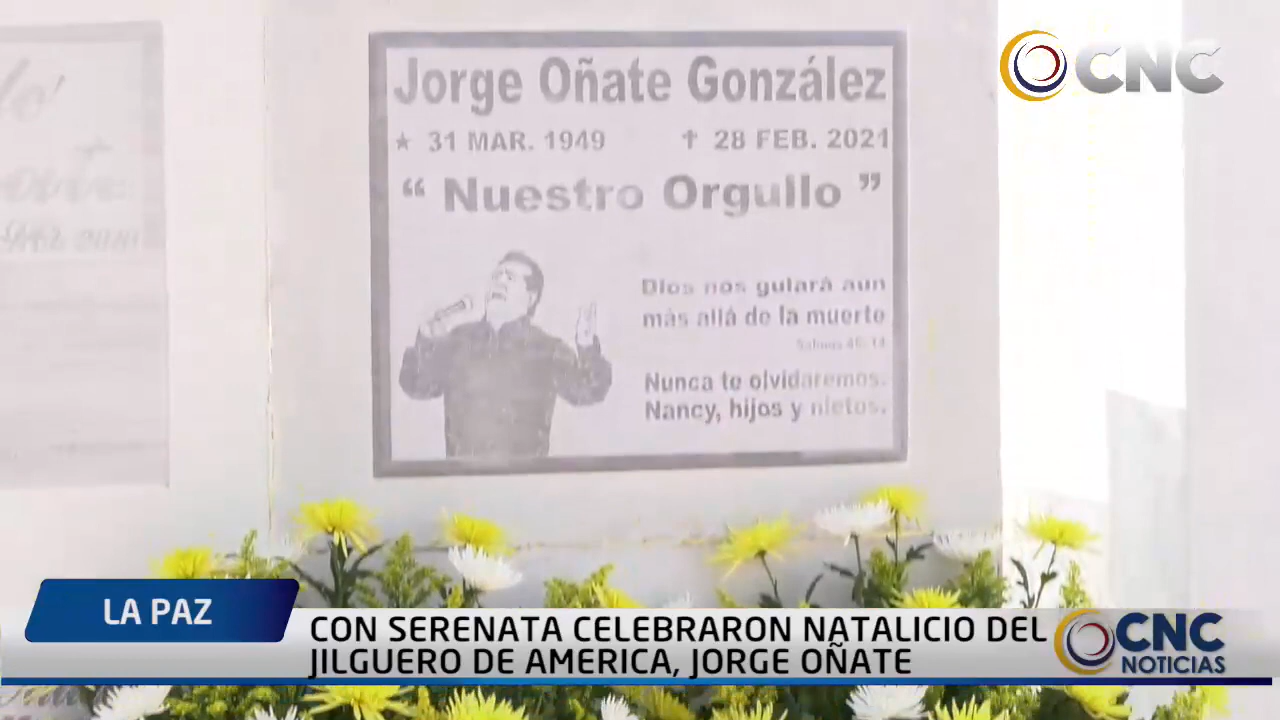 CNC
Jorge Oñate González
★ 31 MAR. 1949 ✝ 28 FEB. 2021
“ Nuestro Orgullo ”
Dios nos guiará aun
más allá de la muerte
Nunca te olvidaremos.
Nancy, hijos y nietos.
LA PAZ
CON SERENATA CELEBRARON NATALICIO DEL
JILGUERO DE AMERICA, JORGE OÑATE
CNC
NOTICIAS